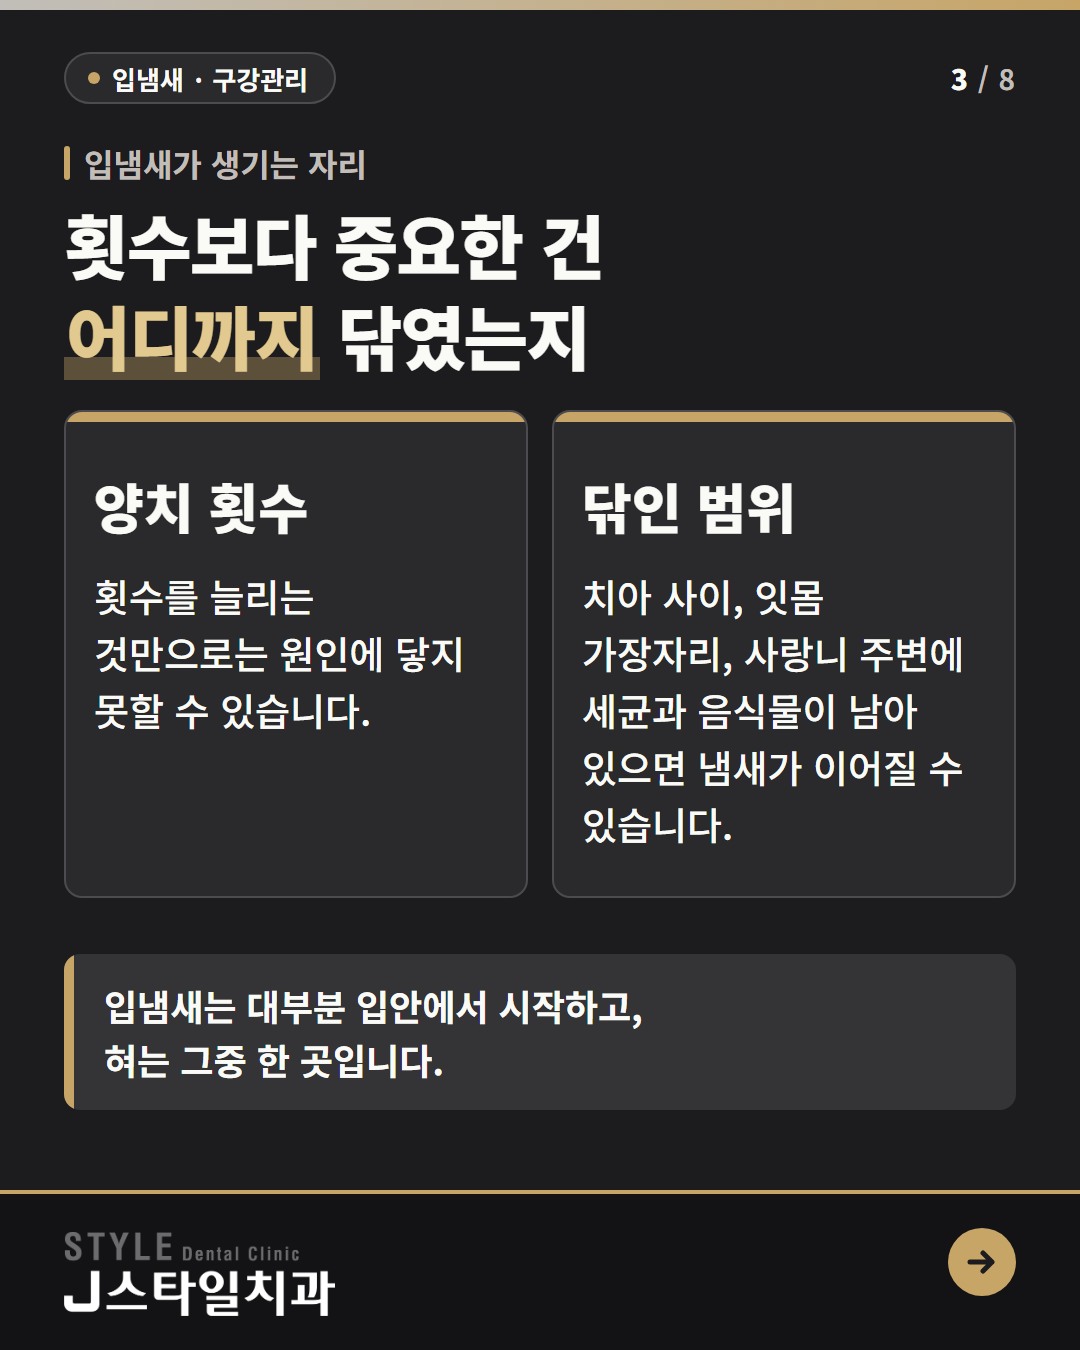 입냄새 · 구강관리
3 / 8
입냄새가 생기는 자리
횟수보다 중요한 건
어디까지 닦였는지
양치 횟수
횟수를 늘리는
것만으로는 원인에 닿지
못할 수 있습니다.
닦인 범위
치아 사이, 잇몸
가장자리, 사랑니 주변에
세균과 음식물이 남아
있으면 냄새가 이어질 수
있습니다.
입냄새는 대부분 입안에서 시작하고,
혀는 그중 한 곳입니다.
STYLE Dental Clinic
J스타일치과